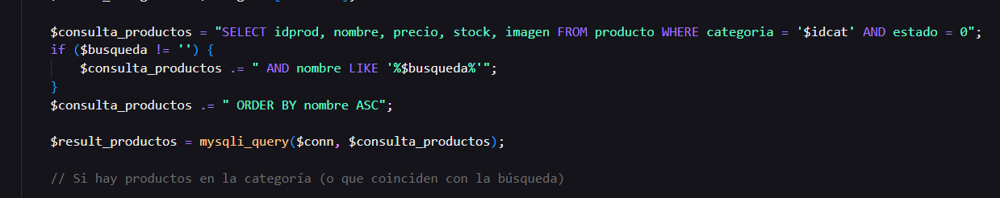 $consulta_productos = "SELECT idprod, nombre, precio, stock, imagen FROM producto WHERE categoria = '$idcat' AND estado = 0";
if ($busqueda != '') {
    $consulta_productos .= " AND nombre LIKE '%$busqueda%'";
}
$consulta_productos .= " ORDER BY nombre ASC";

$result_productos = mysqli_query($conn, $consulta_productos);

// Si hay productos en la categoría (o que coinciden con la búsqueda)